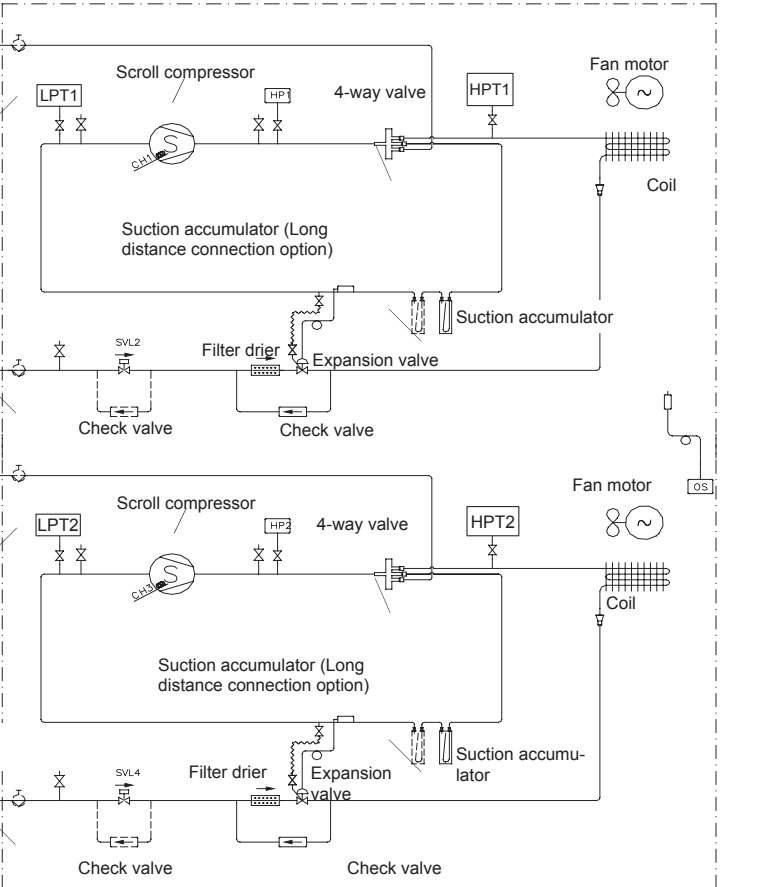 Scroll compressor
Fan motor
LPT1
HP1
4-way valve
HPT1
S
CH1
Coil
Suction accumulator (Long
distance connection option)
Suction accumulator
SVL2
Filter drier
Expansion valve
Check valve
Check valve
OS
Scroll compressor
Fan motor
LPT2
HP2
4-way valve
HPT2
S
CH3
Coil
Suction accumulator (Long
distance connection option)
Suction accumu-
lator
SVL4
Filter drier
Expansion
valve
Check valve
Check valve